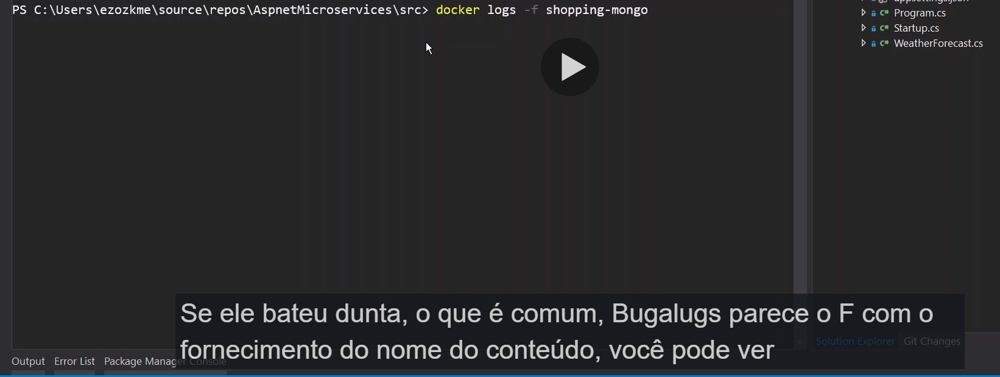 PS C:\Users\ezozkme\source\repos\AspnetMicroservices\src> docker logs -f shopping-mongo
appsettings.json
C# Program.cs
C# Startup.cs
C# WeatherForecast.cs
Se ele bateu dunta, o que é comum, Bugalugs parece o F com o
fornecimento do nome do conteúdo, você pode ver
Solution Explorer Git Changes
Output Error List Package Manager Console